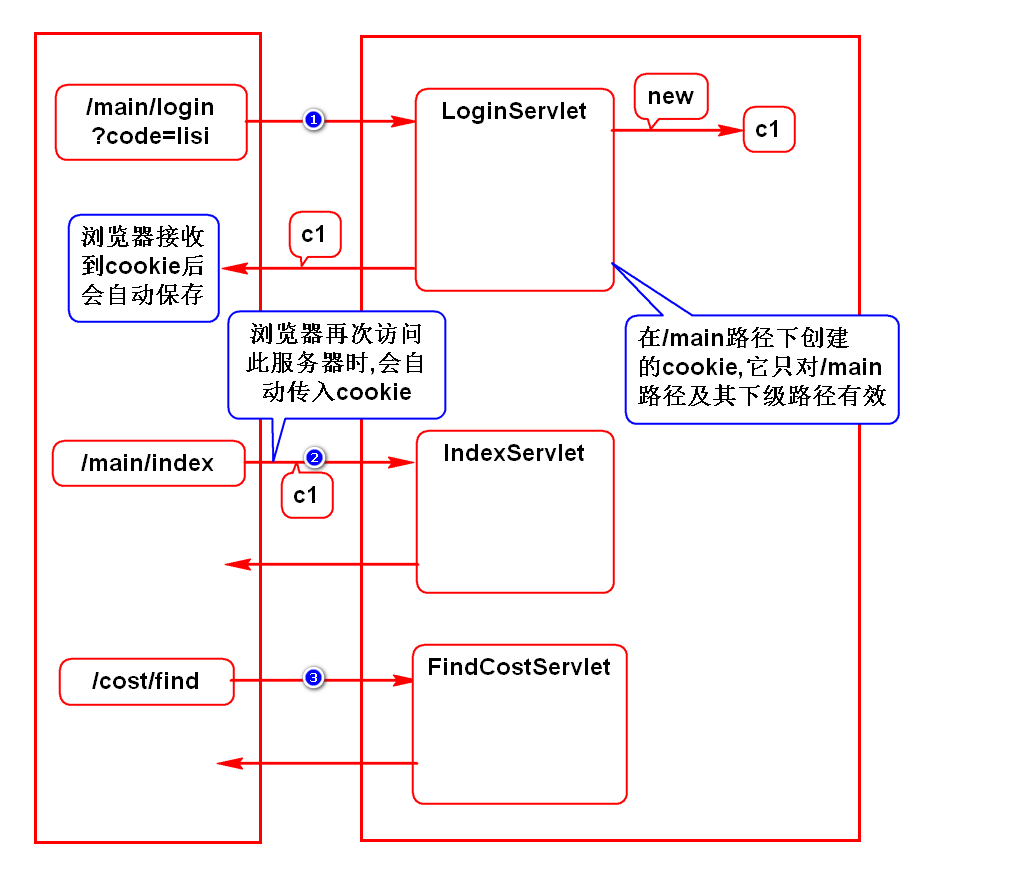 /main/login
?code=lisi
1
LoginServlet
new
c1
浏览器接收
到cookie后
会自动保存
c1
浏览器再次访问
此服务器时,会自
动传入cookie
在/main路径下创建
的cookie,它只对/main
路径及其下级路径有效
/main/index
2
c1
IndexServlet
/cost/find
3
FindCostServlet